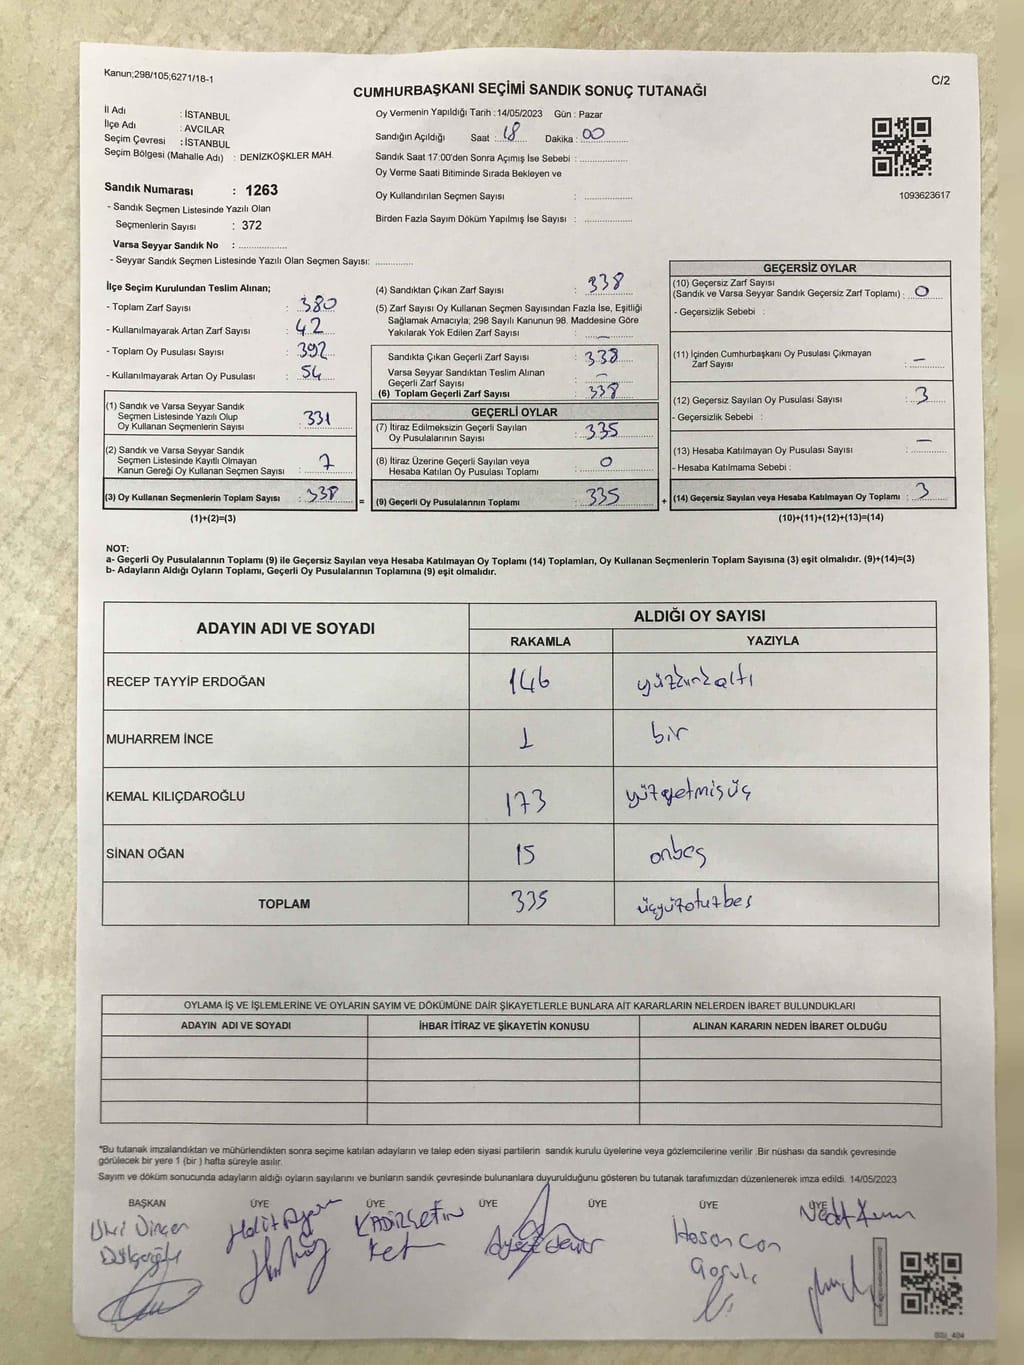 Kanun;298/105;6271/18-1
C/2
CUMHURBAŞKANI SEÇİMİ SANDIK SONUÇ TUTANAĞI
İl Adı : İSTANBUL
İlçe Adı : AVCILAR
Seçim Çevresi : İSTANBUL
Seçim Bölgesi (Mahalle Adı) : DENİZKÖŞKLER MAH.
Sandık Numarası : 1263
- Sandık Seçmen Listesinde Yazılı Olan
Seçmenlerin Sayısı : 372
Varsa Seyyar Sandık No : ................
- Seyyar Sandık Seçmen Listesinde Yazılı Olan Seçmen Sayısı: .............
Oy Vermenin Yapıldığı Tarih :14/05/2023 Gün : Pazar
Sandığın Açıldığı Saat : 18 Dakika : 00
Sandık Saat 17:00'den Sonra Açımış İse Sebebi : ................
Oy Verme Saati Bitiminde Sırada Bekleyen ve
Oy Kullandırılan Seçmen Sayısı : ................
Birden Fazla Sayım Döküm Yapılmış İse Sayısı : ................
1093623617
İlçe Seçim Kurulundan Teslim Alınan;
- Toplam Zarf Sayısı : 380
- Kullanılmayarak Artan Zarf Sayısı : 42
- Toplam Oy Pusulası Sayısı : 392
- Kullanılmayarak Artan Oy Pusulası : 54
(1) Sandık ve Varsa Seyyar Sandık
Seçmen Listesinde Yazılı Olup
Oy Kullanan Seçmenlerin Sayısı : 331
(2) Sandık ve Varsa Seyyar Sandık
Seçmen Listesinde Kayıtlı Olmayan
Kanun Gereği Oy Kullanan Seçmen Sayısı : 7
(3) Oy Kullanan Seçmenlerin Toplam Sayısı : 338 =
(1)+(2)=(3)
(4) Sandıktan Çıkan Zarf Sayısı : 338
(5) Zarf Sayısı Oy Kullanan Seçmen Sayısından Fazla İse, Eşitliği
Sağlamak Amacıyla; 298 Sayılı Kanunun 98. Maddesine Göre
Yakılarak Yok Edilen Zarf Sayısı : —
Sandıkta Çıkan Geçerli Zarf Sayısı : 338
Varsa Seyyar Sandıktan Teslim Alınan
Geçerli Zarf Sayısı : —
(6) Toplam Geçerli Zarf Sayısı : 338
GEÇERLİ OYLAR
(7) İtiraz Edilmeksizin Geçerli Sayılan
Oy Pusulalarının Sayısı : 335
(8) İtiraz Üzerine Geçerli Sayılan veya
Hesaba Katılan Oy Pusulası Toplamı : 0
(9) Geçerli Oy Pusulalarının Toplamı : 335 +
GEÇERSİZ OYLAR
(10) Geçersiz Zarf Sayısı
(Sandık ve Varsa Seyyar Sandık Geçersiz Zarf Toplamı) : 0
- Geçersizlik Sebebi :
(11) İçinden Cumhurbaşkanı Oy Pusulası Çıkmayan
Zarf Sayısı : —
(12) Geçersiz Sayılan Oy Pusulası Sayısı : 3
- Geçersizlik Sebebi :
(13) Hesaba Katılmayan Oy Pusulası Sayısı : —
- Hesaba Katılmama Sebebi :
(14) Geçersiz Sayılan veya Hesaba Katılmayan Oy Toplamı : 3
(10)+(11)+(12)+(13)=(14)
NOT:
a- Geçerli Oy Pusulalarının Toplamı (9) ile Geçersiz Sayılan veya Hesaba Katılmayan Oy Toplamı (14) Toplamları, Oy Kullanan Seçmenlerin Toplam Sayısına (3) eşit olmalıdır. (9)+(14)=(3)
b- Adayların Aldığı Oyların Toplamı, Geçerli Oy Pusulalarının Toplamına (9) eşit olmalıdır.
ADAYIN ADI VE SOYADI ALDIĞI OY SAYISI
RAKAMLA YAZIYLA
RECEP TAYYİP ERDOĞAN 146 yüzkırkaltı
MUHARREM İNCE 1 bir
KEMAL KILIÇDAROĞLU 173 yüzyetmişüç
SİNAN OĞAN 15 onbeş
TOPLAM 335 üçyüzotuzbeş
OYLAMA İŞ VE İŞLEMLERİNE VE OYLARIN SAYIM VE DÖKÜMÜNE DAİR ŞİKAYETLERLE BUNLARA AİT KARARLARIN NELERDEN İBARET BULUNDUKLARI
ADAYIN ADI VE SOYADI İHBAR İTİRAZ VE ŞİKAYETİN KONUSU ALINAN KARARIN NEDEN İBARET OLDUĞU
*Bu tutanak imzalandıktan ve mühürlendikten sonra seçime katılan adayların ve talep eden siyasi partilerin sandık kurulu üyelerine veya gözlemcilerine verilir .Bir nüshası da sandık çevresinde
görülecek bir yere 1 (bir ) hafta süreyle asılır.
Sayım ve döküm sonucunda adayların aldığı oyların sayılarını ve bunların sandık çevresinde bulunanlara duyurulduğunu gösteren bu tutanak tarafımızdan düzenlenerek imza edildi. 14/05/2023
BAŞKAN ÜYE ÜYE ÜYE ÜYE ÜYE ÜYE
KADİR ÇETİN
Hasan Can